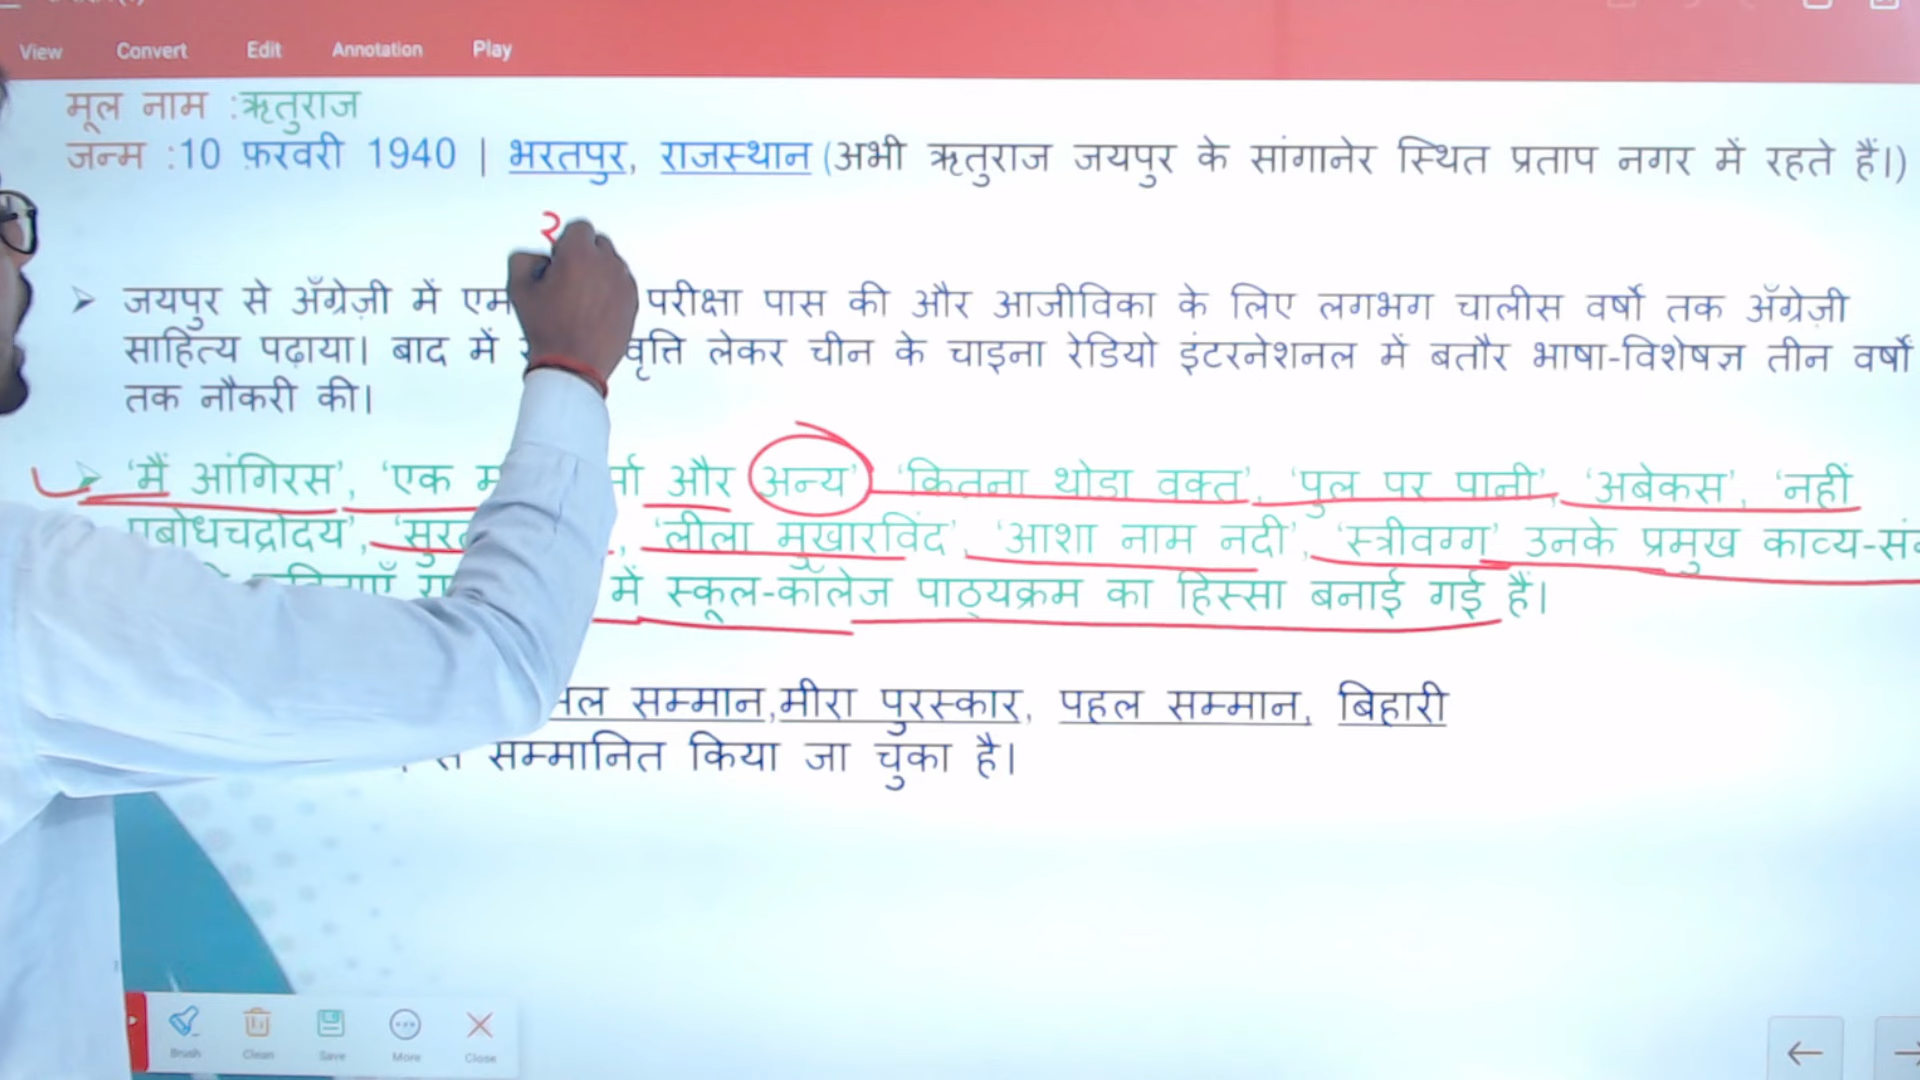 View Convert Edit Annotation Play
मूल नाम :ऋतुराज
जन्म :10 फ़रवरी 1940 | भरतपुर, राजस्थान (अभी ऋतुराज जयपुर के सांगानेर स्थित प्रताप नगर में रहते हैं।)
२
जयपुर से अँग्रेज़ी में एम परीक्षा पास की और आजीविका के लिए लगभग चालीस वर्षों तक अँग्रेज़ी
साहित्य पढ़ाया। बाद में वृत्ति लेकर चीन के चाइना रेडियो इंटरनेशनल में बतौर भाषा-विशेषज्ञ तीन वर्षों
तक नौकरी की।
‘मैं आंगिरस’, ‘एक और अन्य’ ‘कितना थोडा वक्त’, ‘पुल पर पानी’, ‘अबेकस’, ‘नहीं
‘लीला मुखारविंद’, ‘आशा नाम नदी’, ‘स्त्रीवग्ग’ उनके प्रमुख काव्य-सं
में स्कूल-कॉलेज पाठ्यक्रम का हिस्सा बनाई गई हैं।
सम्मान,मीरा पुरस्कार, पहल सम्मान, बिहारी
सम्मानित किया जा चुका है।
Brush Clean Save More Close